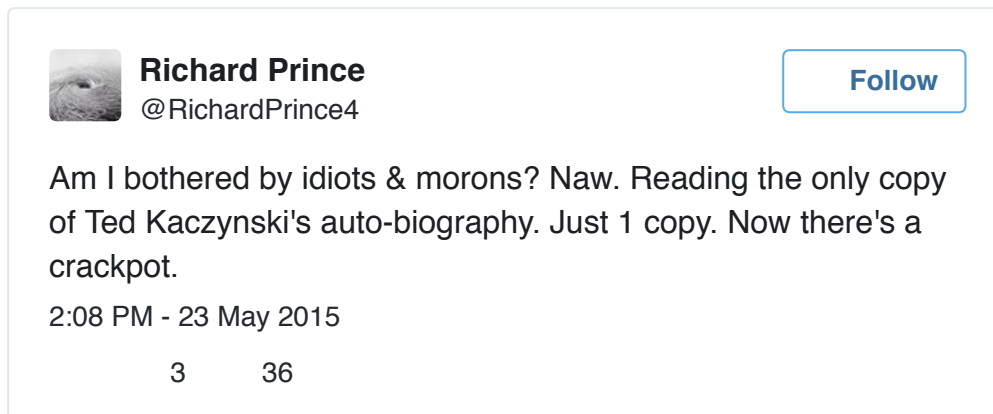 Richard Prince
@RichardPrince4
Follow
Am I bothered by idiots & morons? Naw. Reading the only copy
of Ted Kaczynski's auto-biography. Just 1 copy. Now there's a
crackpot.
2:08 PM - 23 May 2015
3 36